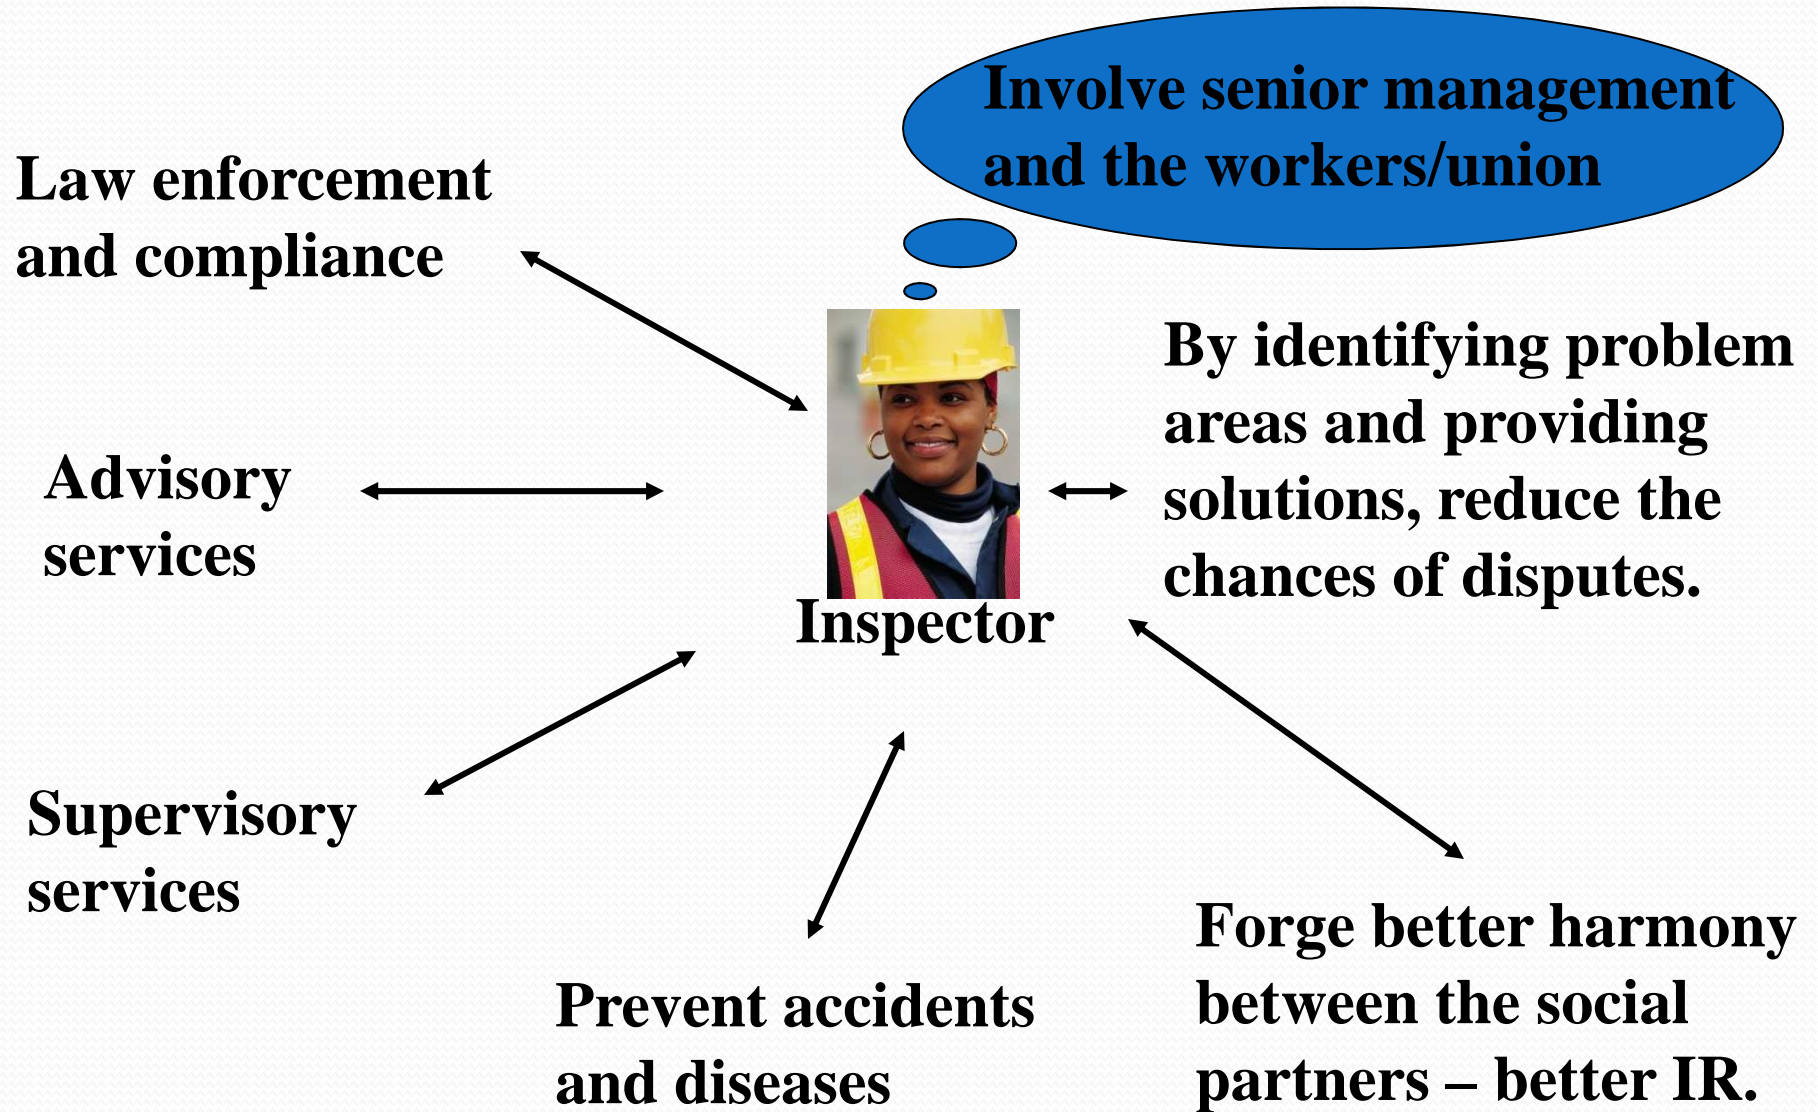 Involve senior management
and the workers/union
Law enforcement
and compliance
By identifying problem
areas and providing
solutions, reduce the
chances of disputes.
Advisory
services
Inspector
Supervisory
services
Forge better harmony
between the social
partners – better IR.
Prevent accidents
and diseases